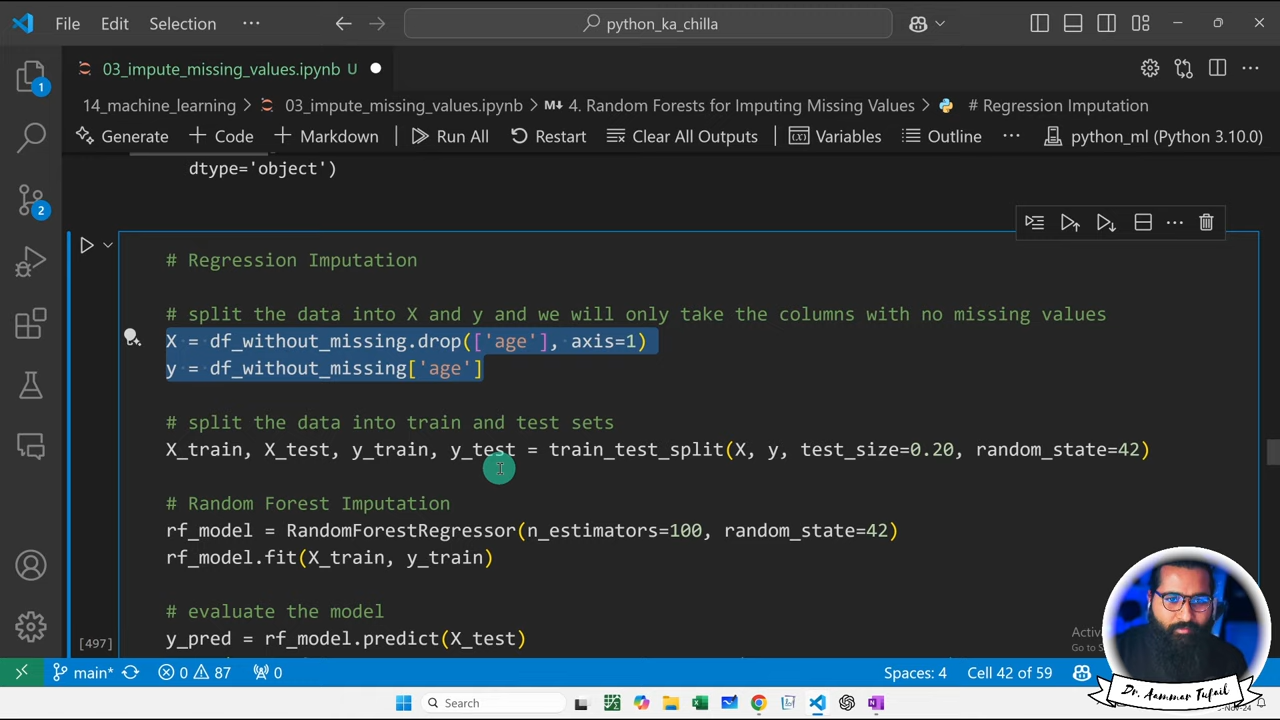 File Edit Selection ··· python_ka_chilla
03_impute_missing_values.ipynb U
14_machine_learning > 03_impute_missing_values.ipynb > M↓ 4. Random Forests for Imputing Missing Values > # Regression Imputation
Generate + Code + Markdown | Run All Restart Clear All Outputs | Variables Outline ··· python_ml (Python 3.10.0)
dtype='object')
# Regression Imputation
# split the data into X and y and we will only take the columns with no missing values
X = df_without_missing.drop(['age'], axis=1)
y = df_without_missing['age']
# split the data into train and test sets
X_train, X_test, y_train, y_test = train_test_split(X, y, test_size=0.20, random_state=42)
# Random Forest Imputation
rf_model = RandomForestRegressor(n_estimators=100, random_state=42)
rf_model.fit(X_train, y_train)
# evaluate the model
y_pred = rf_model.predict(X_test)
[497]
1
2
main* 0 87 0 Spaces: 4 Cell 42 of 59
Search
Dr. Aammar Tufail